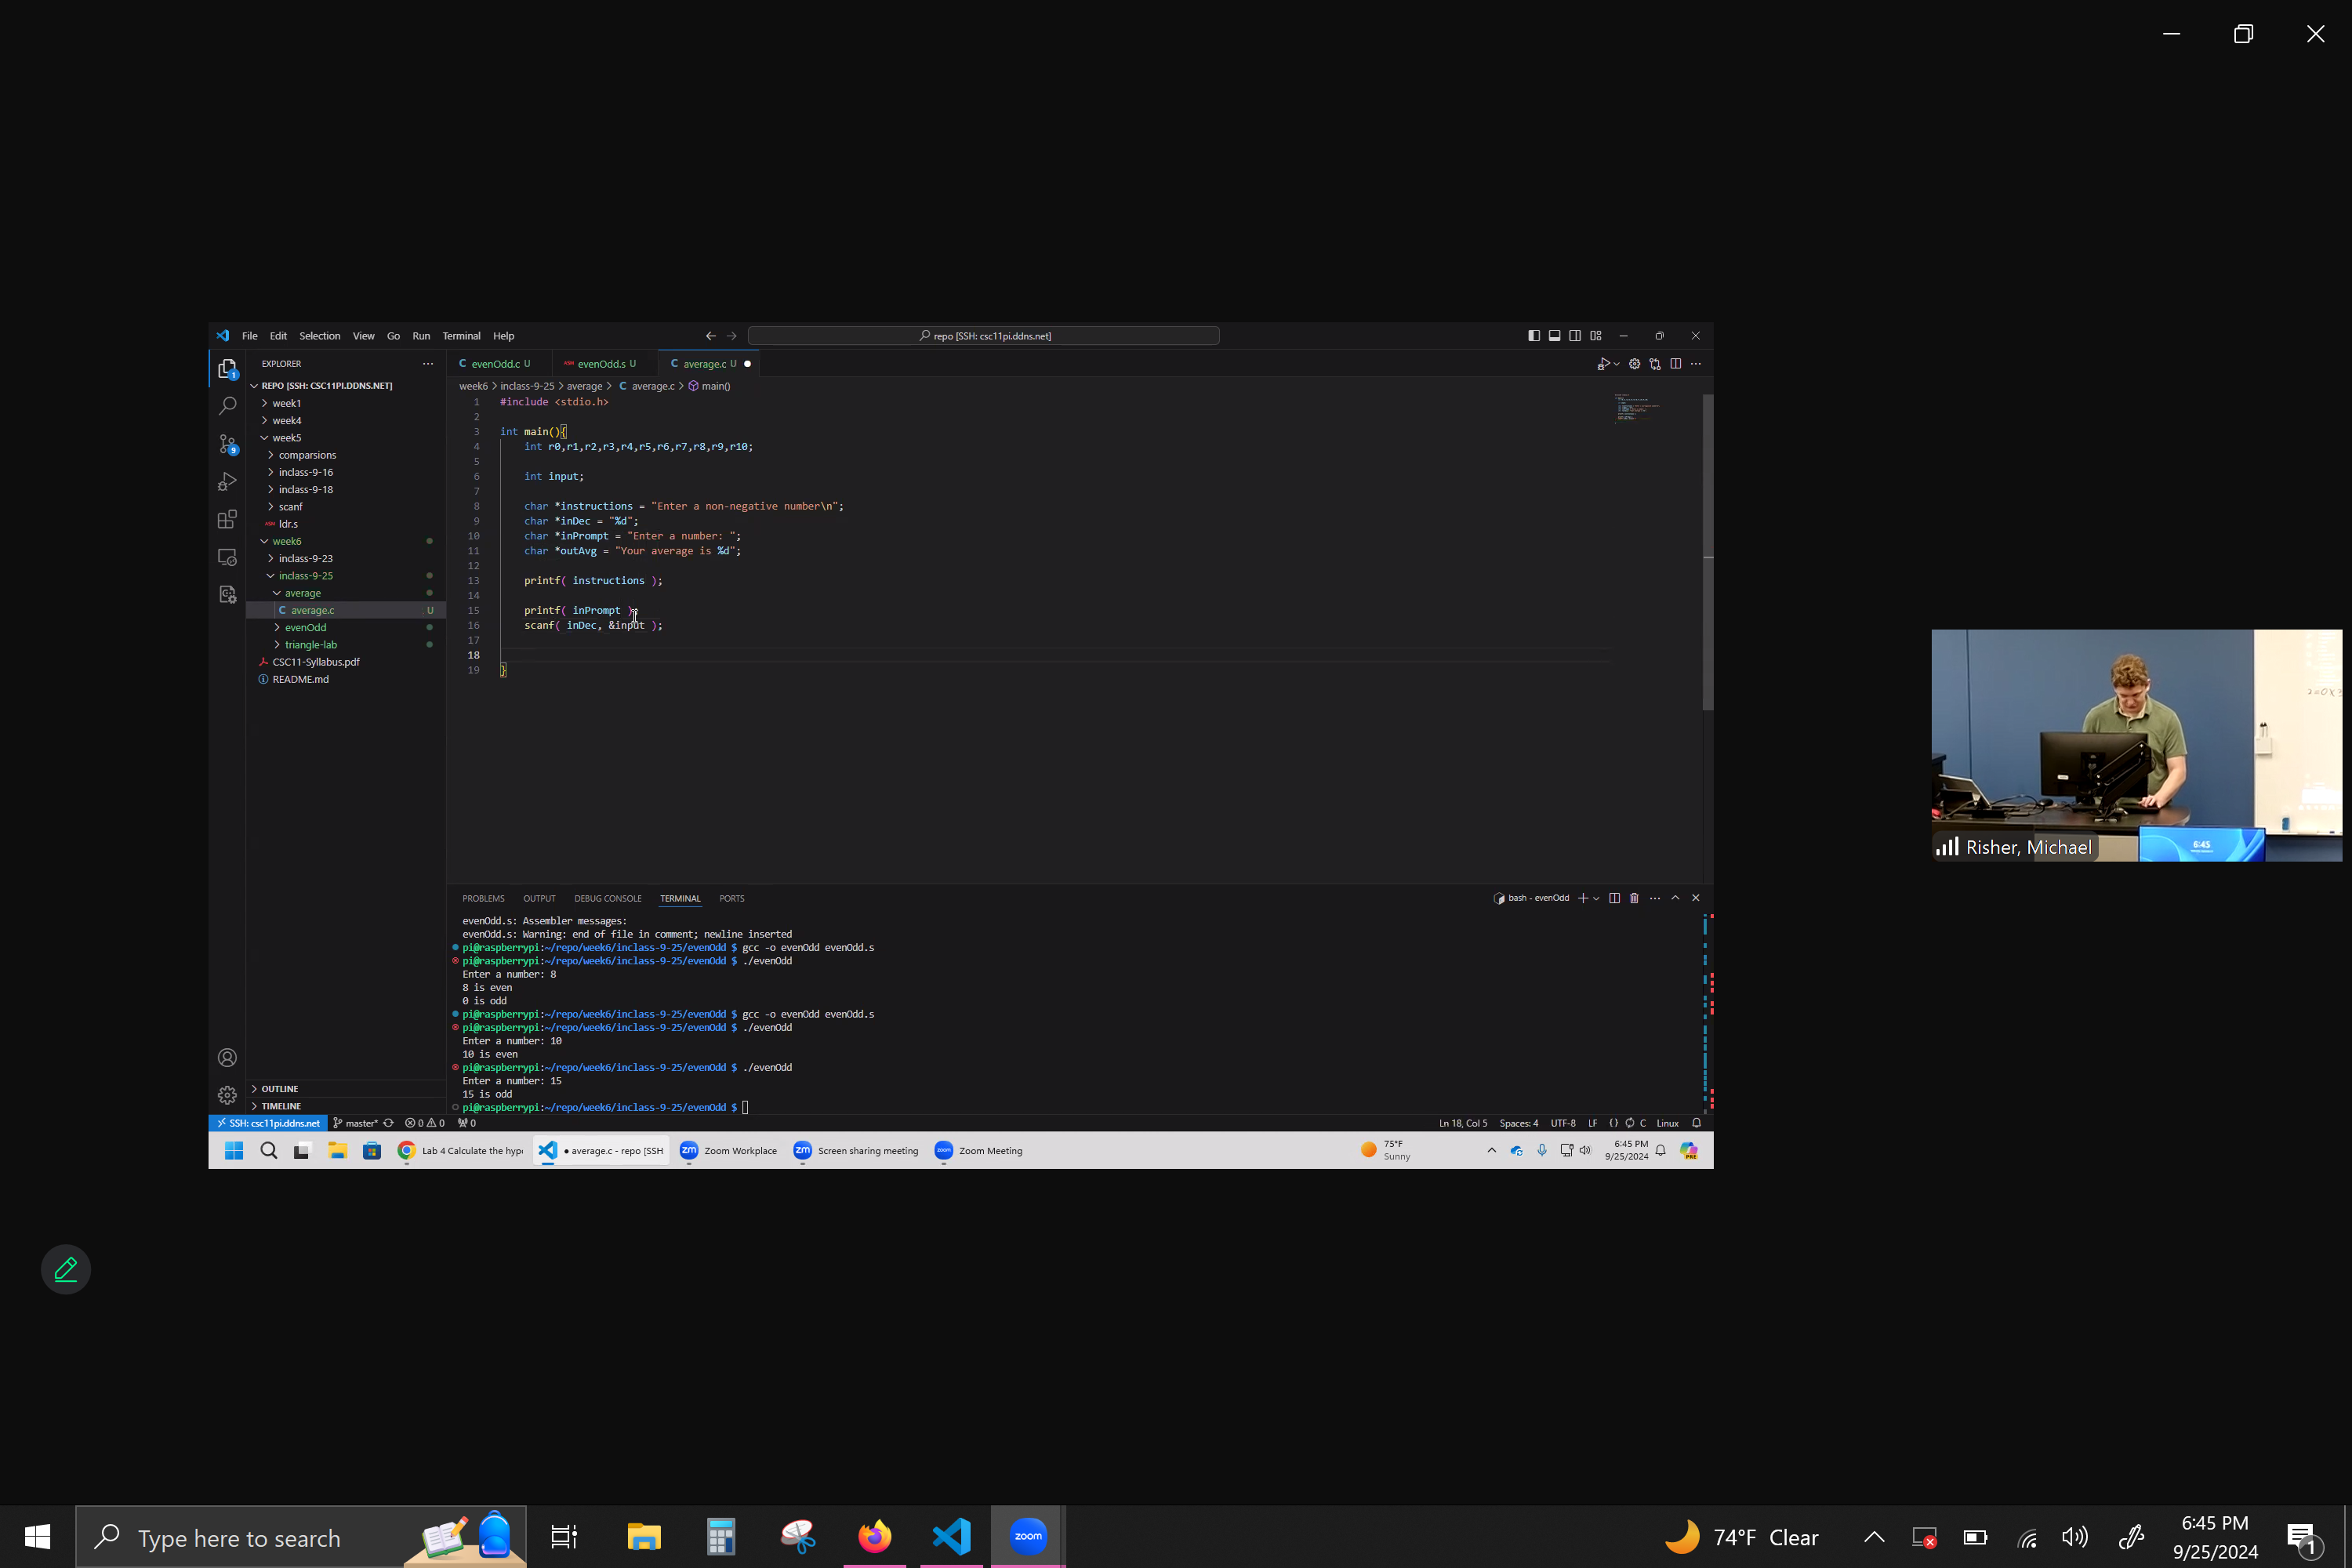 File Edit Selection View Go Run Terminal Help
repo [SSH: csc11pi.ddns.net]
EXPLORER
REPO [SSH: CSC11PI.DDNS.NET]
week1
week4
week5
comparsions
inclass-9-16
inclass-9-18
scanf
ASM ldr.s
week6
inclass-9-23
inclass-9-25
average
C average.c U
evenOdd
triangle-lab
CSC11-Syllabus.pdf
README.md
OUTLINE
TIMELINE
C evenOdd.c U
ASM evenOdd.s U
C average.c U
week6 > inclass-9-25 > average > C average.c > main()
1 #include <stdio.h>
2
3 int main(){
4 int r0,r1,r2,r3,r4,r5,r6,r7,r8,r9,r10;
5
6 int input;
7
8 char *instructions = "Enter a non-negative number\n";
9 char *inDec = "%d";
10 char *inPrompt = "Enter a number: ";
11 char *outAvg = "Your average is %d";
12
13 printf( instructions );
14
15 printf( inPrompt );
16 scanf( inDec, &input );
17
18
19 }
PROBLEMS OUTPUT DEBUG CONSOLE TERMINAL PORTS
bash - evenOdd
evenOdd.s: Assembler messages:
evenOdd.s: Warning: end of file in comment; newline inserted
pi@raspberrypi:~/repo/week6/inclass-9-25/evenOdd $ gcc -o evenOdd evenOdd.s
pi@raspberrypi:~/repo/week6/inclass-9-25/evenOdd $ ./evenOdd
Enter a number: 8
8 is even
0 is odd
pi@raspberrypi:~/repo/week6/inclass-9-25/evenOdd $ gcc -o evenOdd evenOdd.s
pi@raspberrypi:~/repo/week6/inclass-9-25/evenOdd $ ./evenOdd
Enter a number: 10
10 is even
pi@raspberrypi:~/repo/week6/inclass-9-25/evenOdd $ ./evenOdd
Enter a number: 15
15 is odd
pi@raspberrypi:~/repo/week6/inclass-9-25/evenOdd $
SSH: csc11pi.ddns.net master* 0 0 0
Ln 18, Col 5 Spaces: 4 UTF-8 LF {} C Linux
Lab 4 Calculate the hyp
average.c - repo [SSH
zm Zoom Workplace
zm Screen sharing meeting
zoom Zoom Meeting
75°F
Sunny
6:45 PM
9/25/2024
PRE
6:45
Risher, Michael
Type here to search
zoom
74°F Clear
6:45 PM
9/25/2024
1